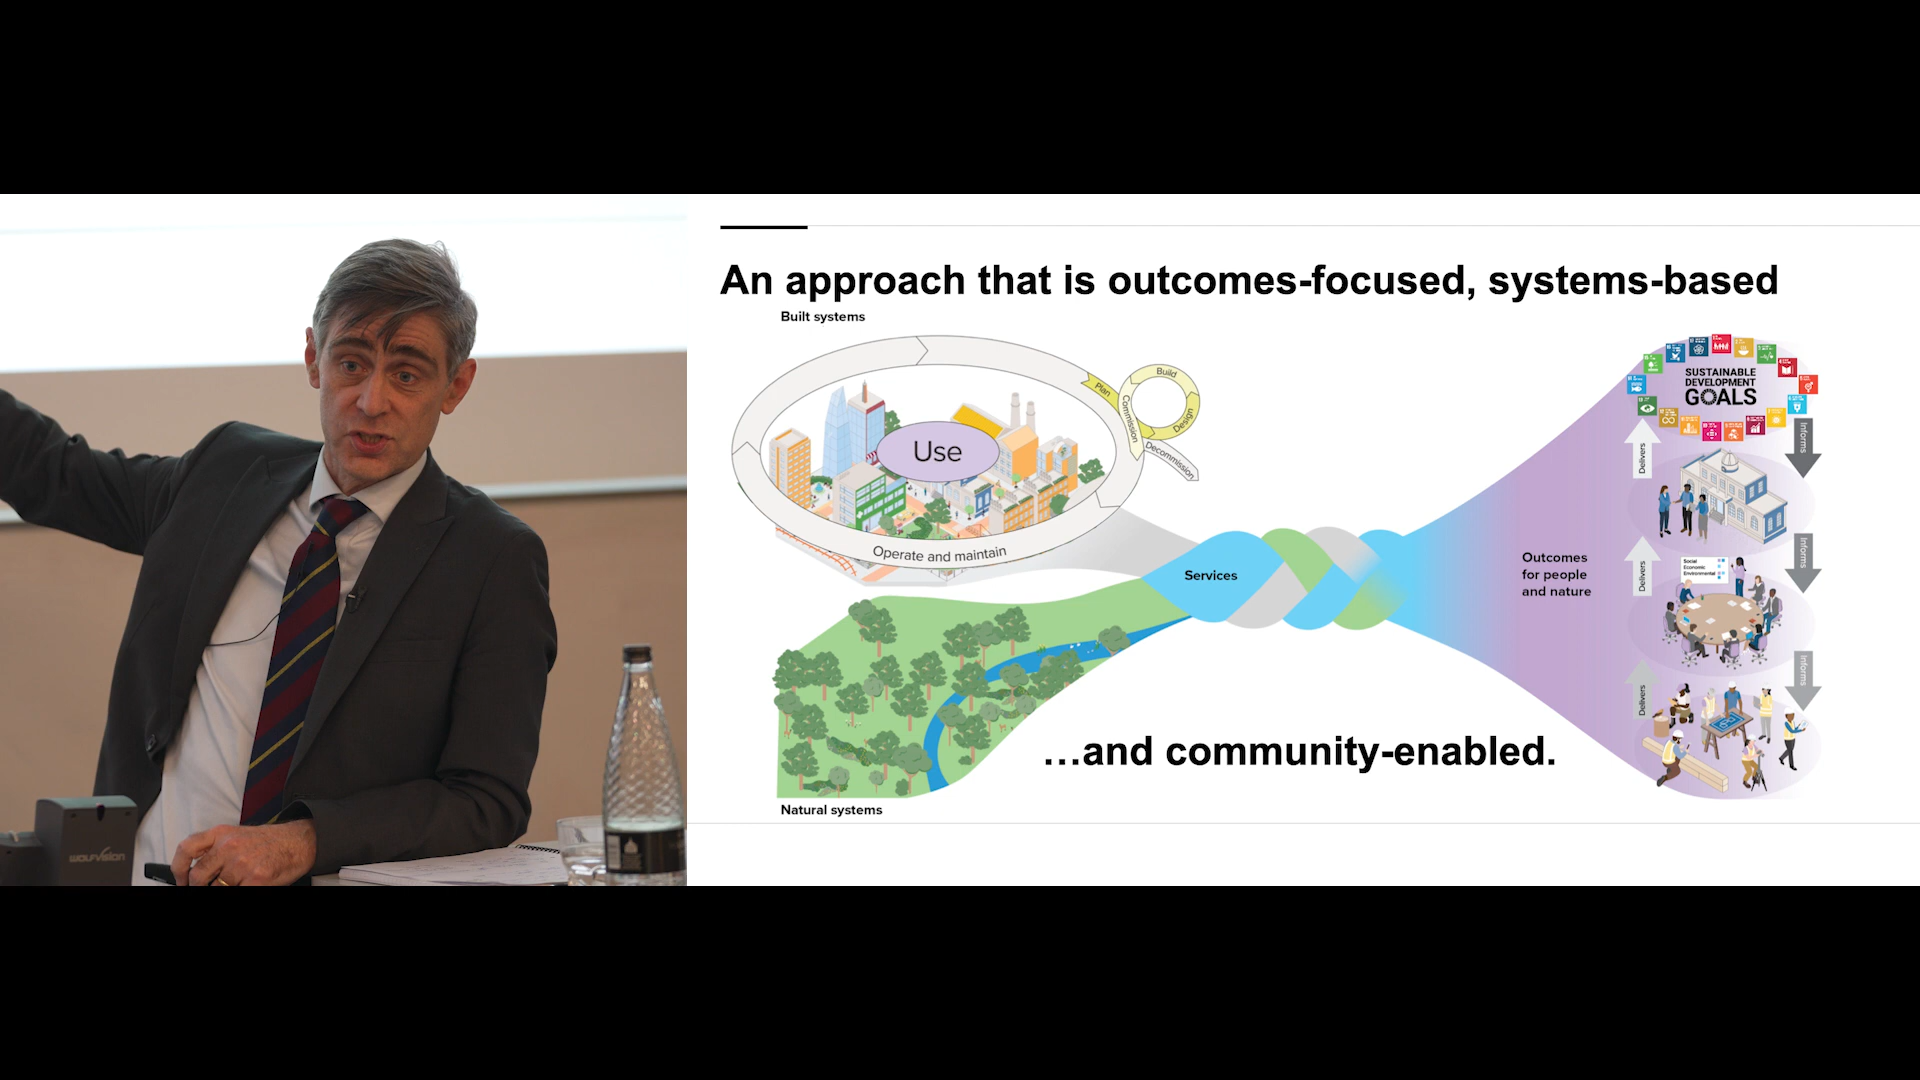 An approach that is outcomes-focused, systems-based
Built systems
Use
Plan
Build
Design
Commission
Decommission
Operate and maintain
Services
Natural systems
…and community-enabled.
Outcomes
for people
and nature
SUSTAINABLE
DEVELOPMENT
GOALS
Delivers
Informs
Delivers
Informs
Social
Economic
Environmental
Delivers
Informs
WOLFVISION